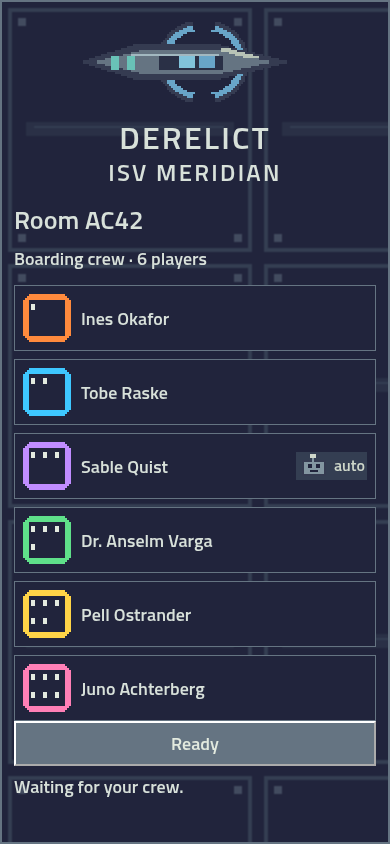 DERELICT
ISV MERIDIAN
Room AC42
Boarding crew · 6 players
Ines Okafor
Tobe Raske
Sable Quist
auto
Dr. Anselm Varga
Pell Ostrander
Juno Achterberg
Ready
Waiting for your crew.